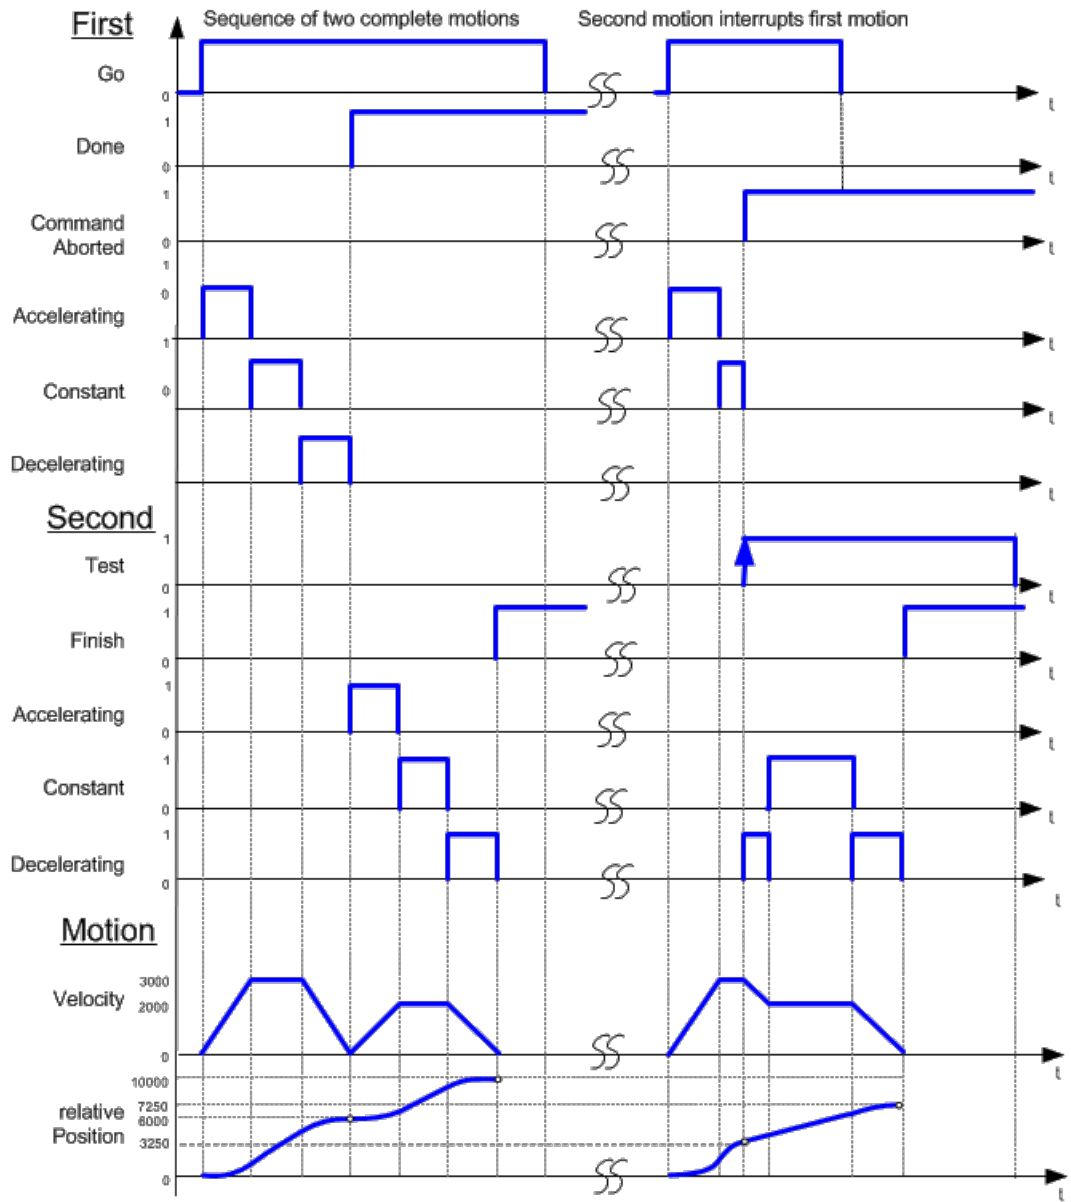 First
Sequence of two complete motions
Second motion interrupts first motion
Go
0
t
1
Done
0
t
1
Command
Aborted
0
t
1
0
Accelerating
1
t
Constant
0
t
Decelerating
t
Second
1
Test
0
t
1
Finish
0
t
1
Accelerating
0
t
1
Constant
0
t
1
Decelerating
0
t
Motion
3000
Velocity
2000
0
t
10000
7250
relative
6000
Position
3250
0
t